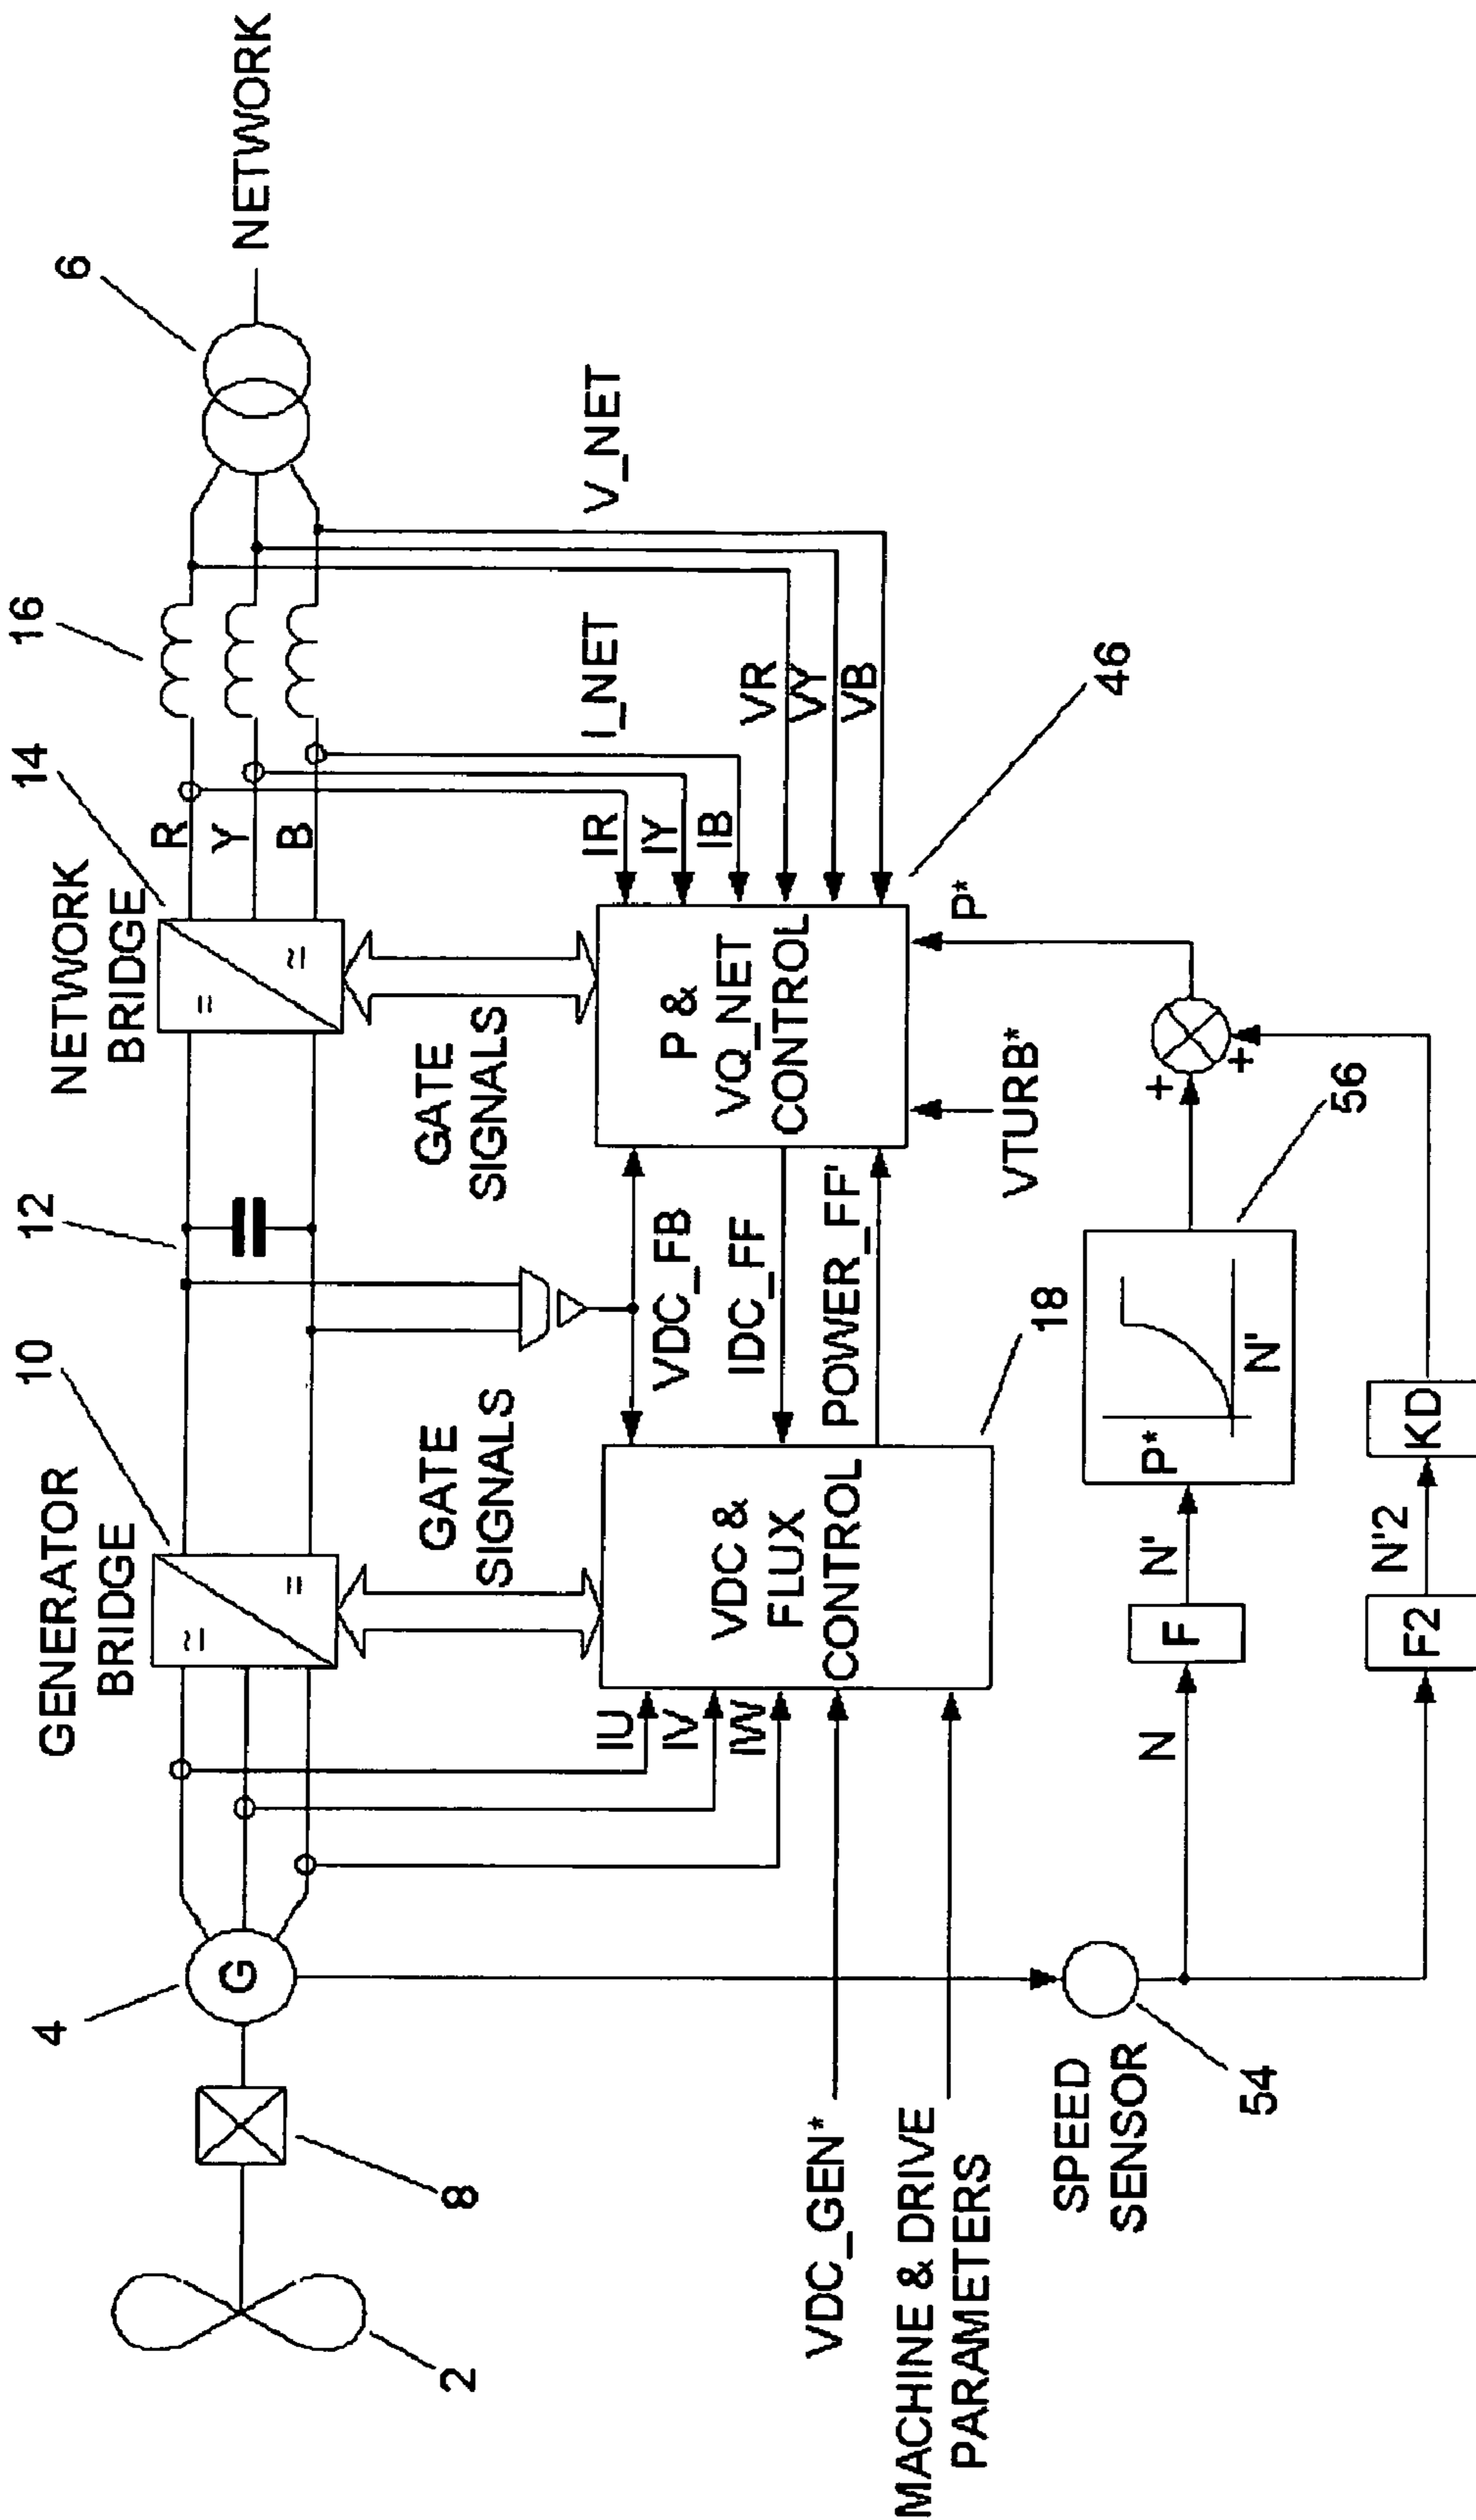 NETWORK
6
16
14
NETWORK
BRIDGE
R
Y
B
12
10
GENERATOR
BRIDGE
4
G
8
2
≂
=
=
≂
GATE
SIGNALS
GATE
SIGNALS
I_NET
V_NET
IR
IY
IB
VR
VY
VB
46
P &
VQ_NET
CONTROL
VDC_FB
IDC_FF
POWER_FF'
VDC &
FLUX
CONTROL
18
IU
IV
IW
VDC_GEN*
MACHINE & DRIVE
PARAMETERS
VTURB*
P*
SPEED
SENSOR
54
N
F
N'
P*
N'
56
+
+
F2
N'2
KD